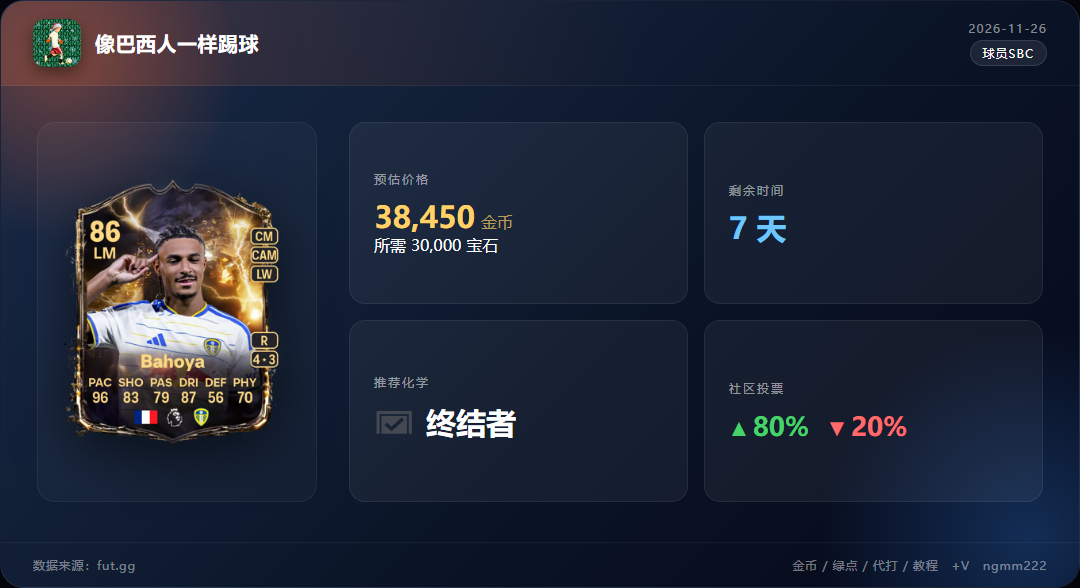 像巴西人一样踢球
2026-11-26
球员SBC
86
LM
CM
CAM
LW
R
4·3
Bahoya
PAC SHO PAS DRI DEF PHY
96 83 79 87 56 70
预估价格
38,450 金币
所需 30,000 宝石
剩余时间
7 天
推荐化学
终结者
社区投票
▲80% ▼20%
数据来源：fut.gg
金币 / 绿点 / 代打 / 教程 +V ngmm222